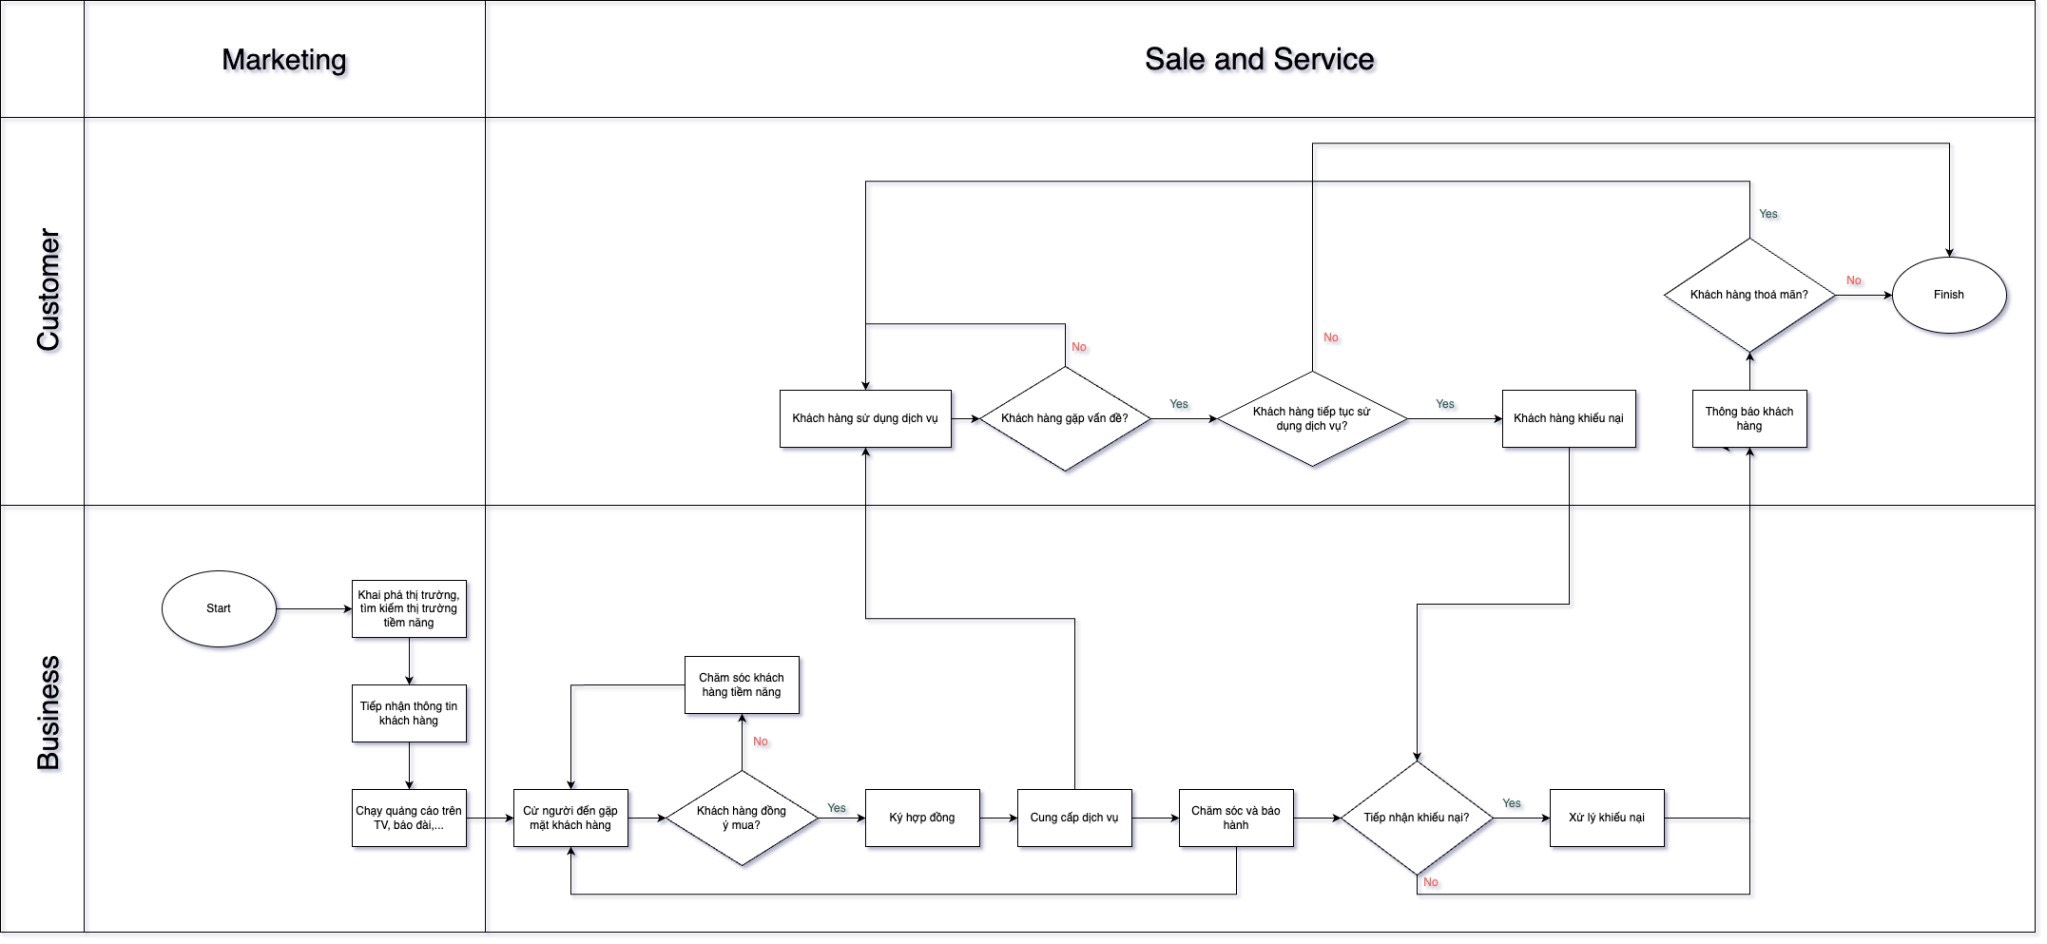 Marketing
Sale and Service
Customer
Yes
Khách hàng thoả mãn?
No
Finish
No
No
Khách hàng sử dụng dịch vụ
Khách hàng gặp vấn đề?
Yes
Khách hàng tiếp tục sử
dụng dịch vụ?
Yes
Khách hàng khiếu nại
Thông báo khách
hàng
Business
Start
Khai phá thị trường,
tìm kiếm thị trường
tiềm năng
Tiếp nhận thông tin
khách hàng
Chạy quảng cáo trên
TV, báo đài,...
Chăm sóc khách
hàng tiềm năng
No
Cử người đến gặp
mặt khách hàng
Khách hàng đồng
ý mua?
Yes
Ký hợp đồng
Cung cấp dịch vụ
Chăm sóc và bảo
hành
Tiếp nhận khiếu nại?
Yes
Xử lý khiếu nại
No